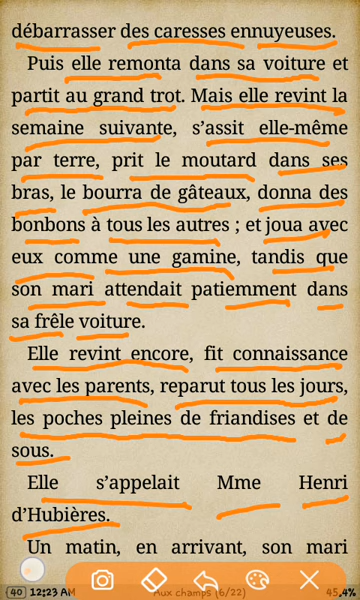 débarrasser des caresses ennuyeuses.
Puis elle remonta dans sa voiture et
partit au grand trot. Mais elle revint la
semaine suivante, s'assit elle-même
par terre, prit le moutard dans ses
bras, le bourra de gâteaux, donna des
bonbons à tous les autres ; et joua avec
eux comme une gamine, tandis que
son mari attendait patiemment dans
sa frêle voiture.
Elle revint encore, fit connaissance
avec les parents, reparut tous les jours,
les poches pleines de friandises et de
sous.
Elle s'appelait Mme Henri
d'Hubières.
Un matin, en arrivant, son mari
40 12:23 AM Aux champs (6/22) 45.4%